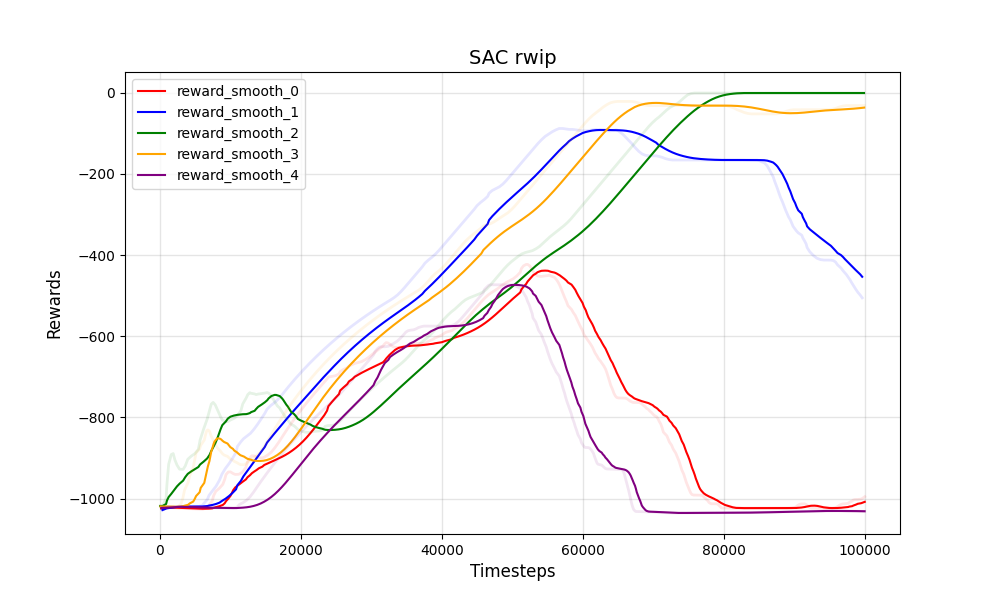 SAC rwip
reward_smooth_0
reward_smooth_1
reward_smooth_2
reward_smooth_3
reward_smooth_4
Rewards
0
−200
−400
−600
−800
−1000
0 20000 40000 60000 80000 100000
Timesteps